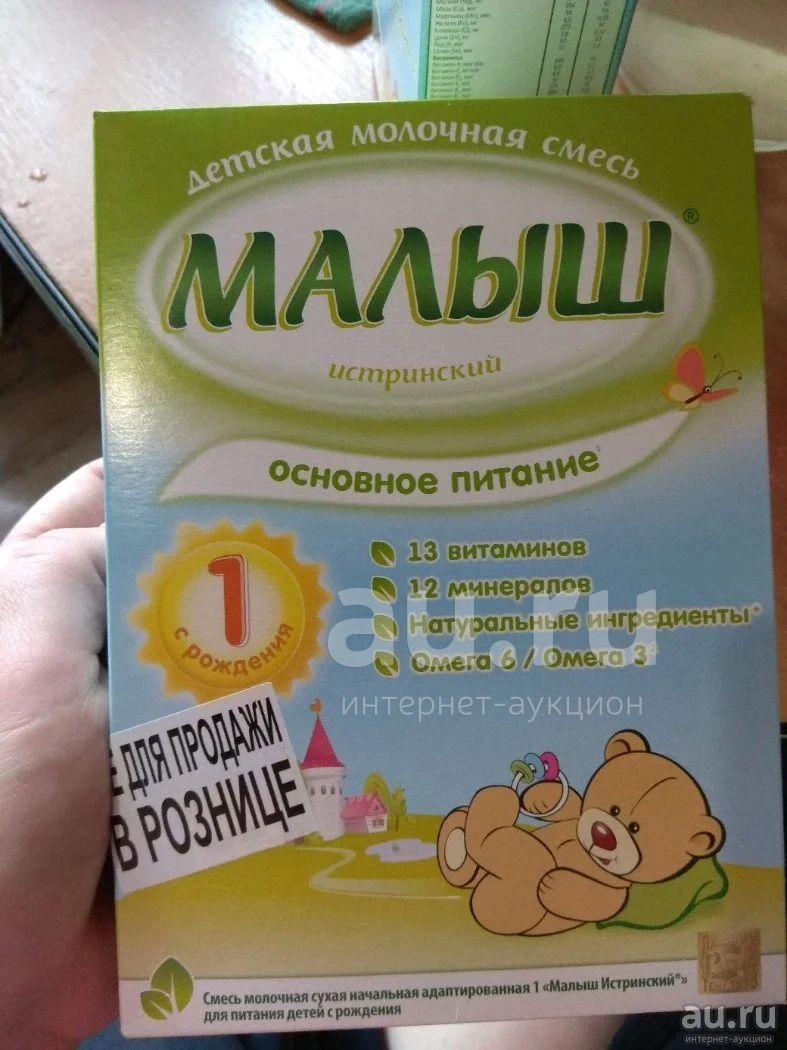 детская молочная смесь
МАЛЫШ®
истринский
основное питание
1
с рождения
13 витаминов
12 минералов
Натуральные ингредиенты*
Омега 6 / Омега 3
au.ru
интернет-аукцион
ДЛЯ ПРОДАЖИ
В РОЗНИЦЕ
Смесь молочная сухая начальная адаптированная 1 «Малыш Истринский*»
для питания детей с рождения
au.ru
интернет-аукцион